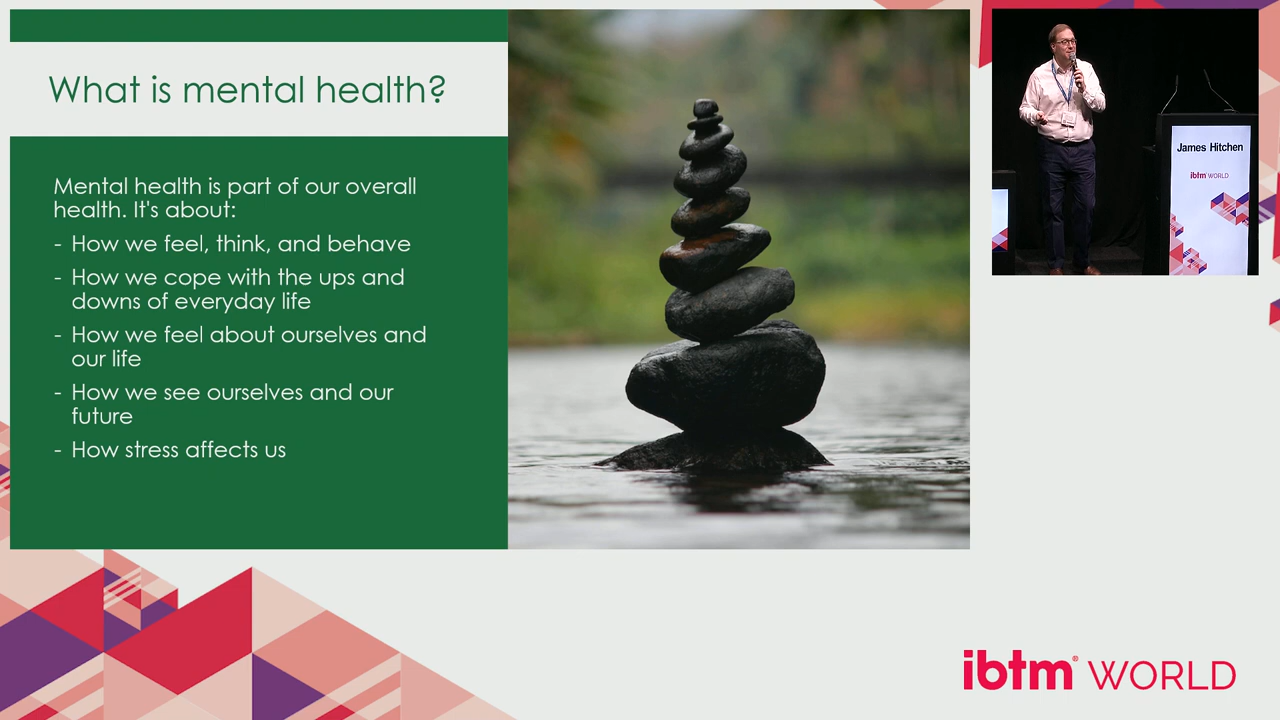 What is mental health?
Mental health is part of our overall
health. It's about:
- How we feel, think, and behave
- How we cope with the ups and
downs of everyday life
- How we feel about ourselves and
our life
- How we see ourselves and our
future
- How stress affects us
James Hitchen
ibtm WORLD
ibtm® WORLD